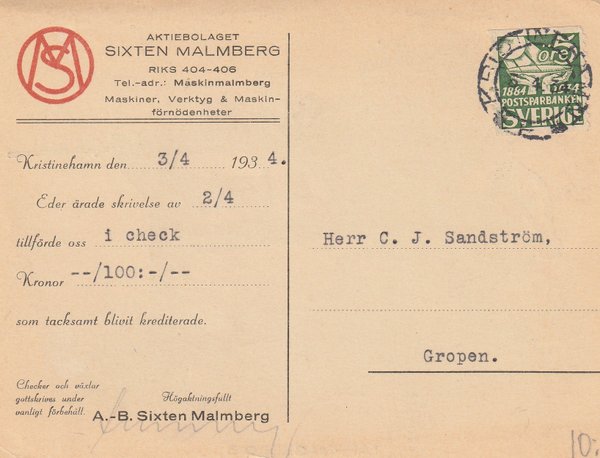 AKTIEBOLAGET
SIXTEN MALMBERG
RIKS 404-406
Tel.-adr.: Maskinmalmberg
Maskiner, Verktyg & Maskin-
förnödenheter
Kristinehamn den 3/4 1934.
Eder ärade skrivelse av 2/4
tillförde oss i check
Kronor --/100:-/--
som tacksamt blivit krediterade.
Checker och växlar
gottskrives under
vanligt förbehåll.
Högaktningsfullt
A.-B. Sixten Malmberg
öre
1884 1934
POSTSPARBANKEN
SVERIGE
Herr C. J. Sandström,
Gropen.
10: